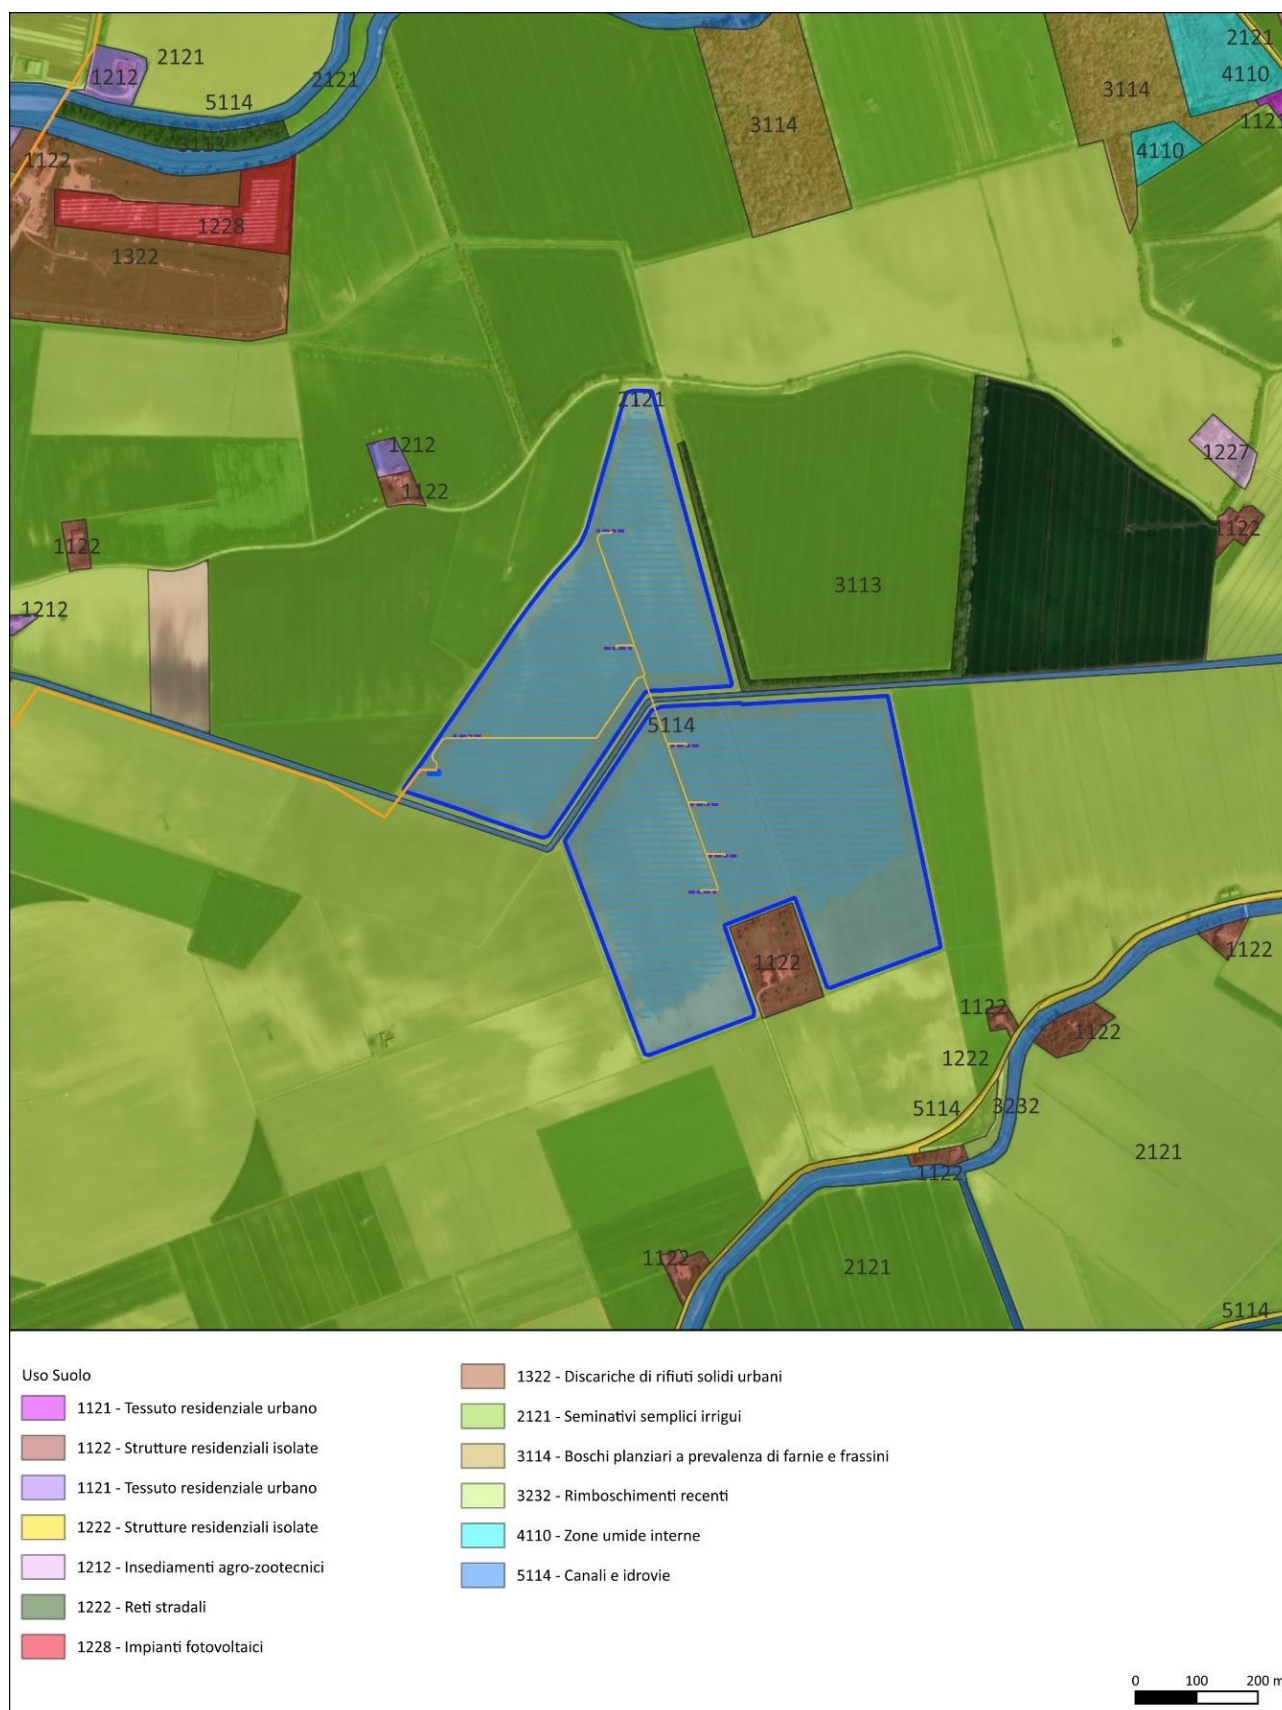 2121
1212
2121
2121
4110
5114
3114
3114
1121
3113
4110
1122
1228
1322
2121
1212
1227
1122
1122
1122
3113
1212
5114
1122
1122
1122
1122
1222
5114
3232
2121
1122
1122
2121
5114
Uso Suolo
1121 - Tessuto residenziale urbano
1122 - Strutture residenziali isolate
1121 - Tessuto residenziale urbano
1222 - Strutture residenziali isolate
1212 - Insediamenti agro-zootecnici
1222 - Reti stradali
1228 - Impianti fotovoltaici
1322 - Discariche di rifiuti solidi urbani
2121 - Seminativi semplici irrigui
3114 - Boschi planziari a prevalenza di farnie e frassini
3232 - Rimboschimenti recenti
4110 - Zone umide interne
5114 - Canali e idrovie
0 100 200 m